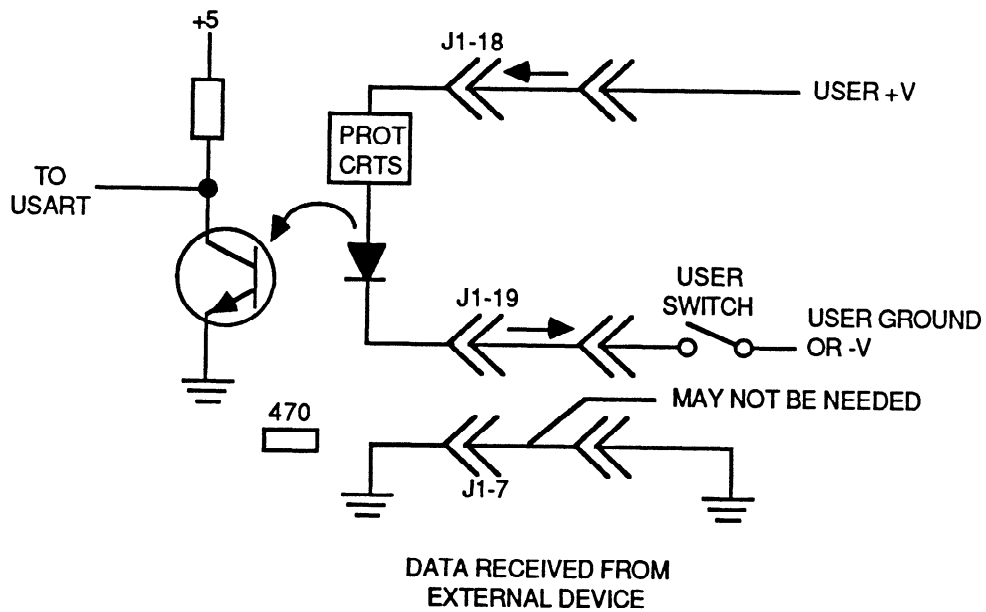 +5
J1-18
USER +V
PROT
CRTS
TO
USART
J1-19
USER
SWITCH
USER GROUND
OR -V
MAY NOT BE NEEDED
470
J1-7
DATA RECEIVED FROM
EXTERNAL DEVICE